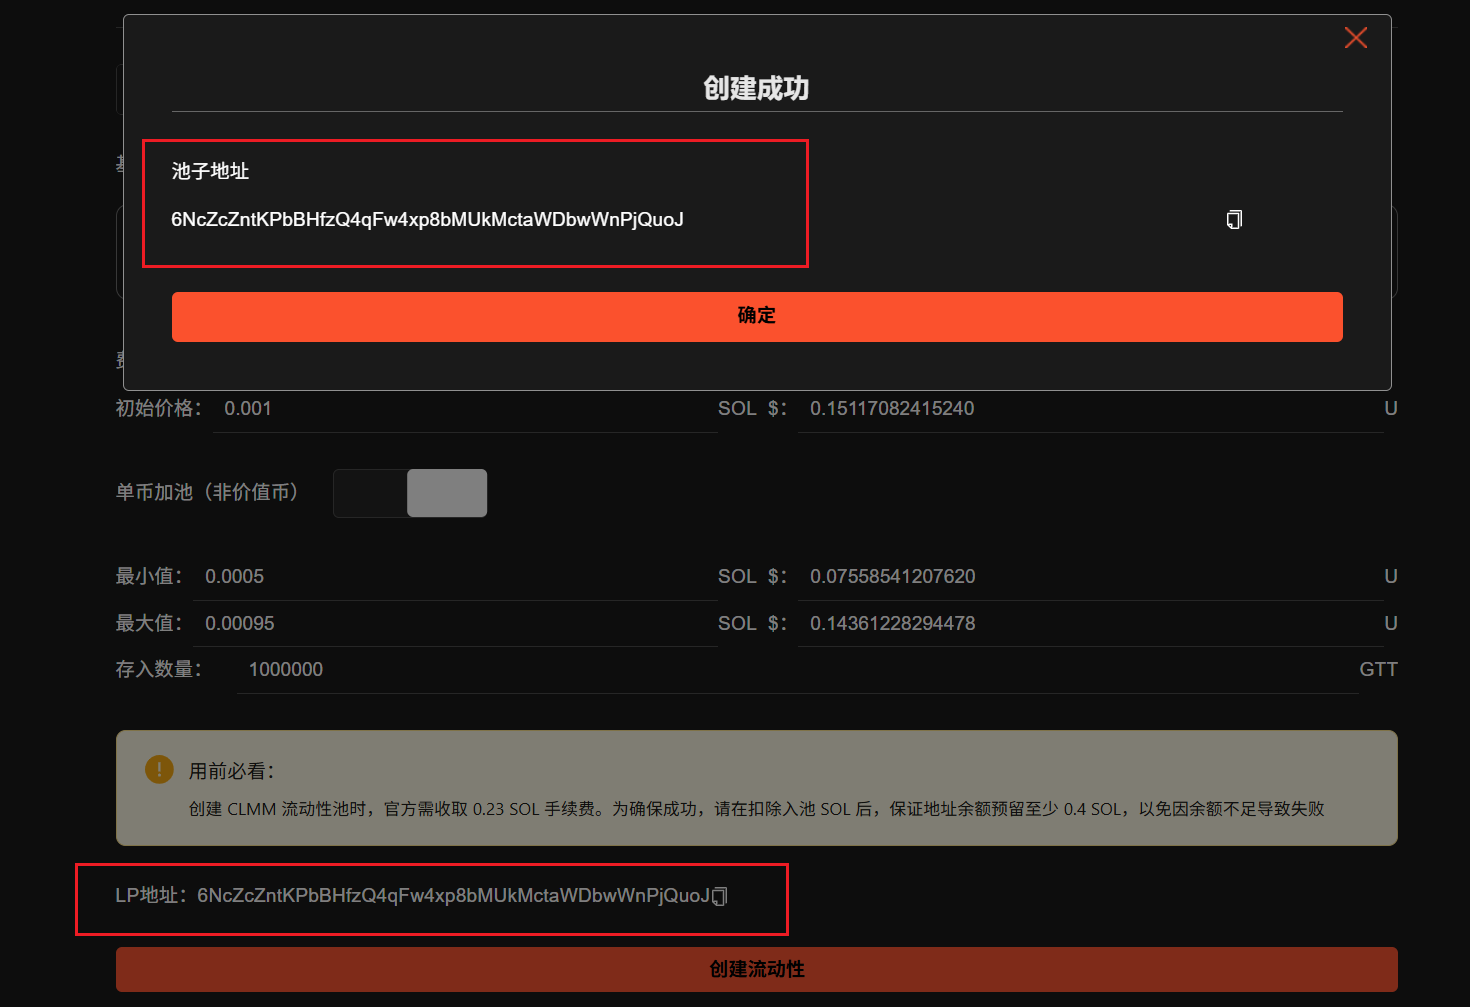 创建成功
池子地址
6NcZcZntKPbBHfzQ4qFw4xp8bMUkMctaWDbwWnPjQuoJ
确定
初始价格： 0.001 SOL $： 0.15117082415240 U
单币加池（非价值币）
最小值： 0.0005 SOL $： 0.07558541207620 U
最大值： 0.00095 SOL $： 0.14361228294478 U
存入数量： 1000000 GTT
用前必看：
创建 CLMM 流动性池时，官方需收取 0.23 SOL 手续费。为确保成功，请在扣除入池 SOL 后，保证地址余额预留至少 0.4 SOL，以免因余额不足导致失败
LP地址：6NcZcZntKPbBHfzQ4qFw4xp8bMUkMctaWDbwWnPjQuoJ
创建流动性